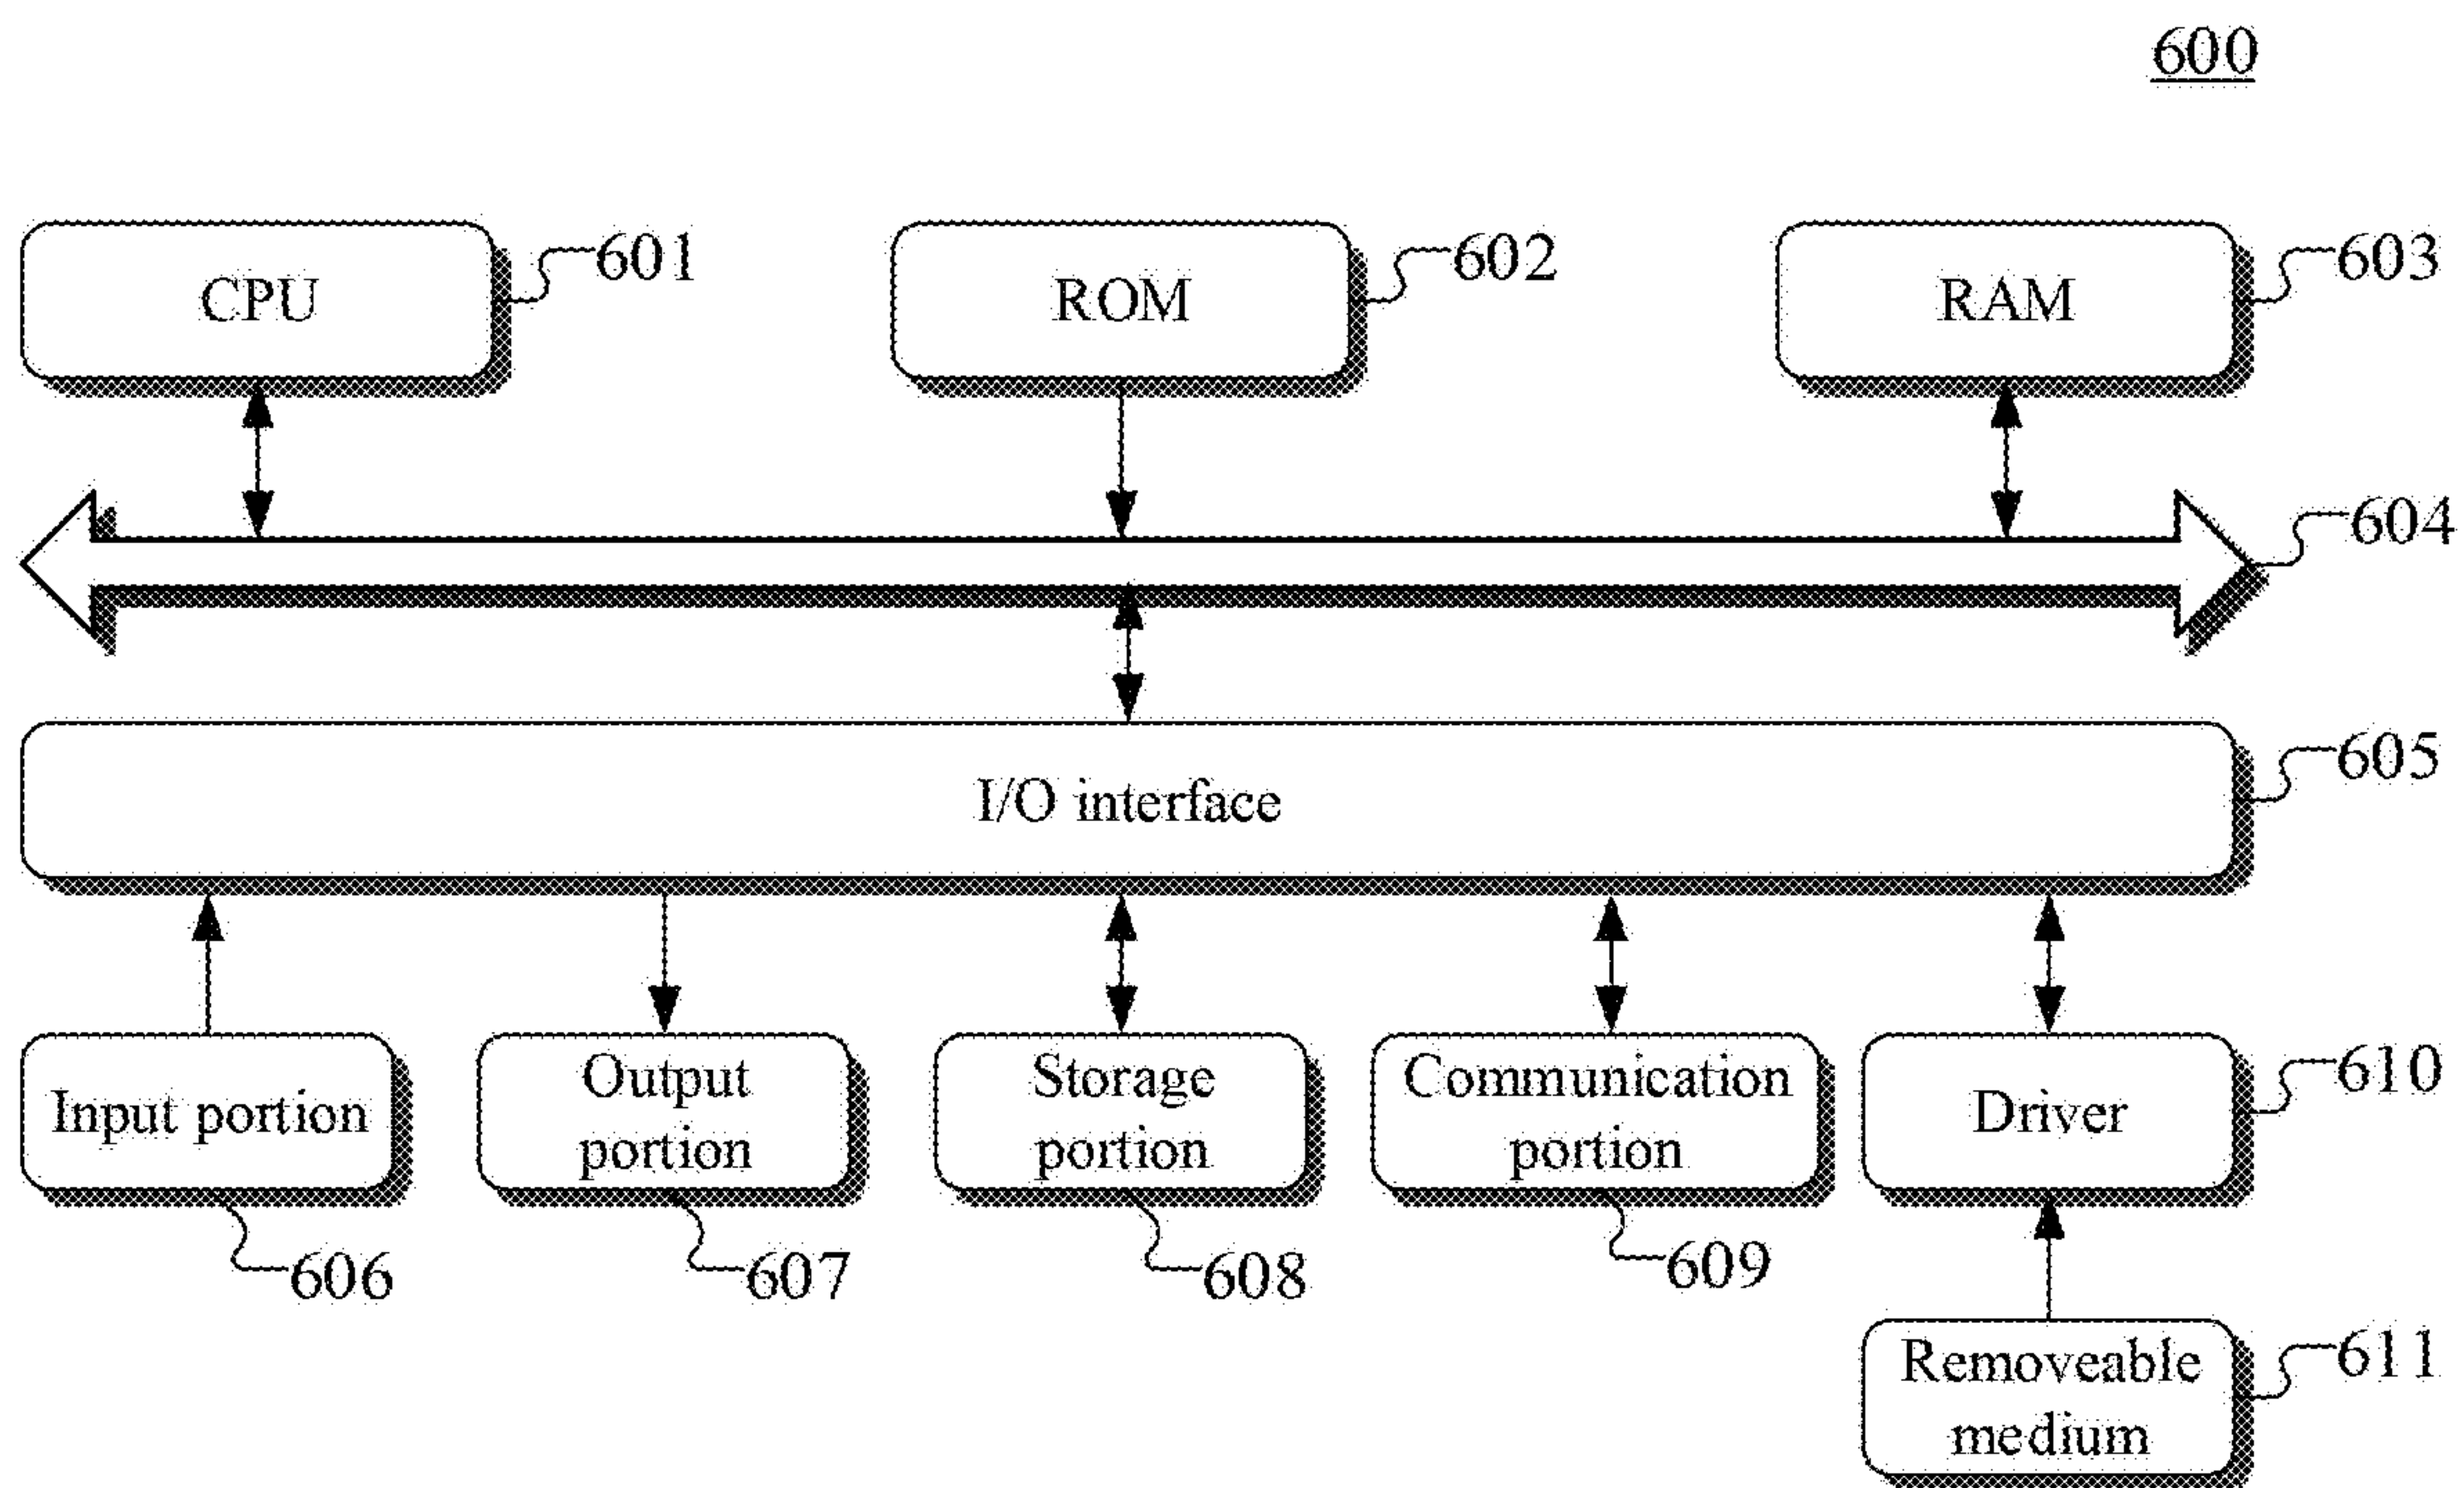 600
CPU
601
ROM
602
RAM
603
604
I/O interface
605
Input portion
Output
portion
Storage
portion
Communication
portion
Driver
610
606
607
608
609
Removeable
medium
611